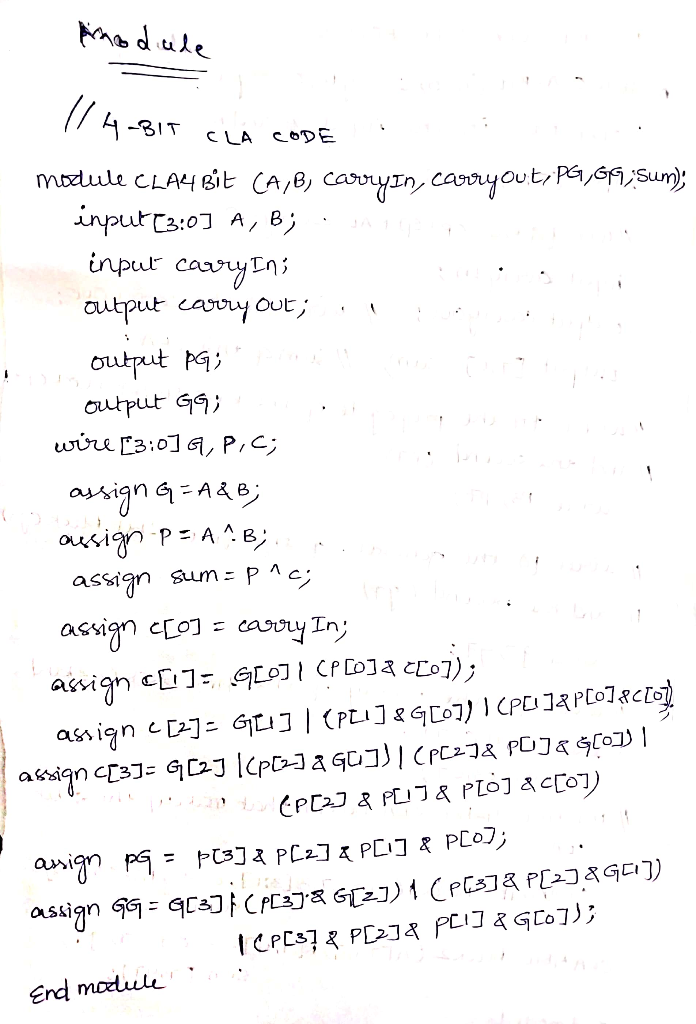 Module
// 4-BIT CLA CODE
module CLA4Bit (A,B, carryIn, carryout, PG, GG, Sum);
input [3:0] A, B;
input carryIn;
output carryout;
output PG;
output GG;
wire [3:0] G, P, C;
assign G = A & B;
assign P = A ^ B;
assign sum = P ^ C;
assign c[0] = carryIn;
assign c[1] = G[0] | (P[0] & c[0]);
assign c[2] = G[1] | (P[1] & G[0]) | (P[1] & P[0] & c[0]);
assign c[3] = G[2] | (P[2] & G[1]) | (P[2] & P[1] & G[0]) |
(P[2] & P[1] & P[0] & c[0])
assign PG = P[3] & P[2] & P[1] & P[0];
assign GG = G[3] | (P[3] & G[2]) | (P[3] & P[2] & G[1])
| (P[3] & P[2] & P[1] & G[0]);
End module